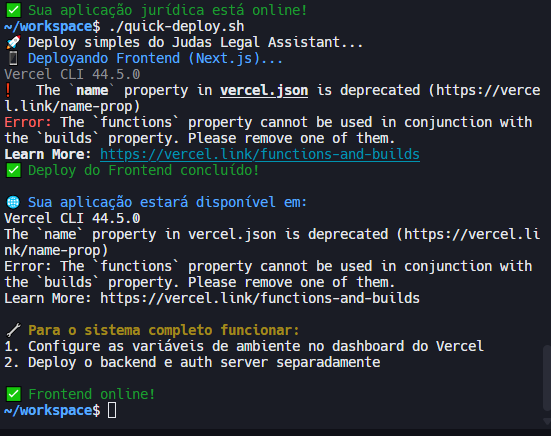 ✅ Sua aplicação jurídica está online!
~/workspace$ ./quick-deploy.sh
🚀 Deploy simples do Judas Legal Assistant...
📱 Deployando Frontend (Next.js)...
Vercel CLI 44.5.0
❗️  The `name` property in vercel.json is deprecated (https://verce
l.link/name-prop)
Error: The `functions` property cannot be used in conjunction with
the `builds` property. Please remove one of them.
Learn More: https://vercel.link/functions-and-builds
✅ Deploy do Frontend concluído!
🌐 Sua aplicação estará disponível em:
Vercel CLI 44.5.0
The `name` property in vercel.json is deprecated (https://vercel.li
nk/name-prop)
Error: The `functions` property cannot be used in conjunction with
the `builds` property. Please remove one of them.
Learn More: https://vercel.link/functions-and-builds
🔧 Para o sistema completo funcionar:
1. Configure as variáveis de ambiente no dashboard do Vercel
2. Deploy o backend e auth server separadamente
✅ Frontend online!
~/workspace$